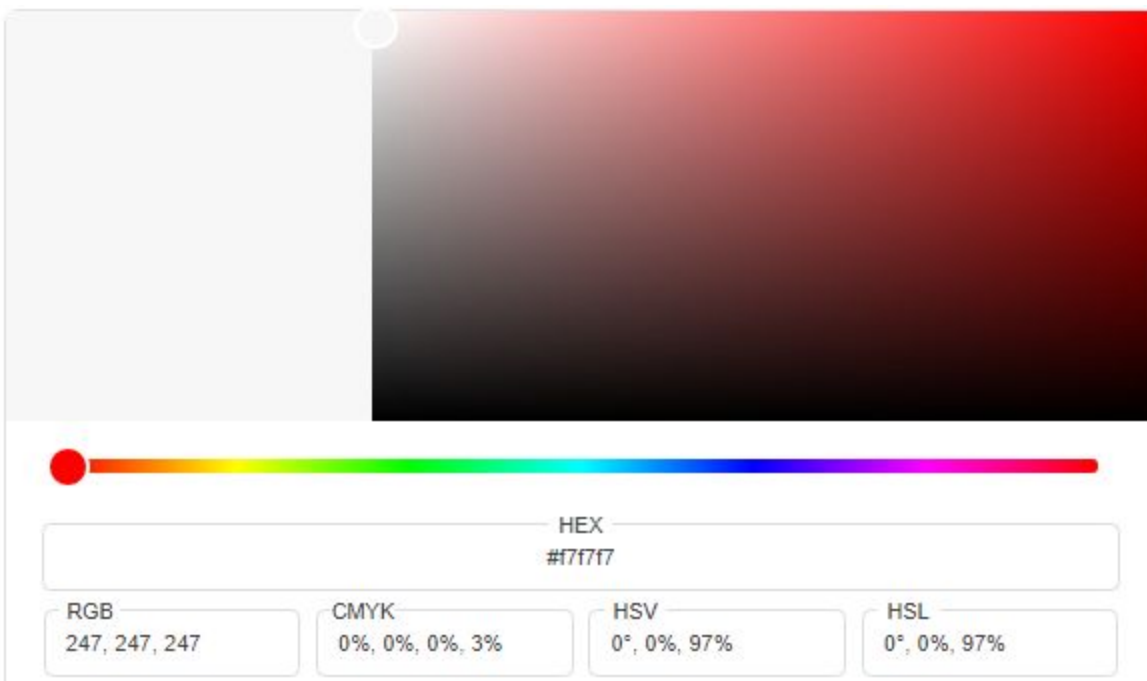 HEX
#f7f7f7
RGB
247, 247, 247
CMYK
0%, 0%, 0%, 3%
HSV
0°, 0%, 97%
HSL
0°, 0%, 97%